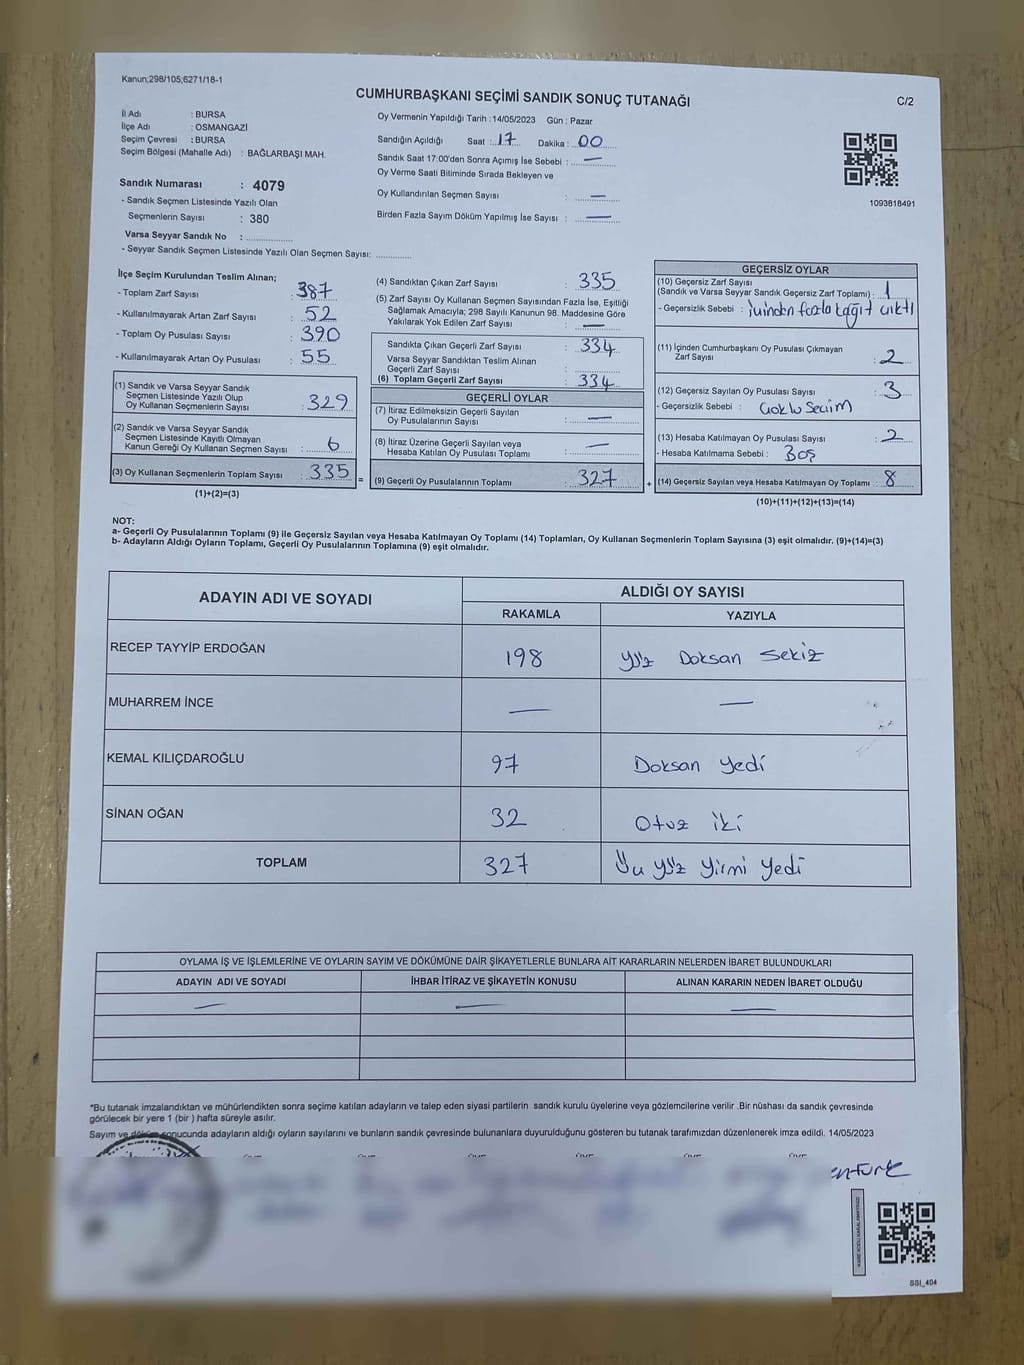 Kanun;298/105;6271/18-1
CUMHURBAŞKANI SEÇİMİ SANDIK SONUÇ TUTANAĞI
C/2
İl Adı : BURSA
İlçe Adı : OSMANGAZİ
Seçim Çevresi : BURSA
Seçim Bölgesi (Mahalle Adı) : BAĞLARBAŞI MAH.
Sandık Numarası : 4079
- Sandık Seçmen Listesinde Yazılı Olan
Seçmenlerin Sayısı : 380
Varsa Seyyar Sandık No :
- Seyyar Sandık Seçmen Listesinde Yazılı Olan Seçmen Sayısı:
Oy Vermenin Yapıldığı Tarih :14/05/2023 Gün : Pazar
Sandığın Açıldığı Saat : 17 Dakika : 00
Sandık Saat 17:00'den Sonra Açımış İse Sebebi : —
Oy Verme Saati Bitiminde Sırada Bekleyen ve
Oy Kullandırılan Seçmen Sayısı : —
Birden Fazla Sayım Döküm Yapılmış İse Sayısı : —
1093818491
İlçe Seçim Kurulundan Teslim Alınan;
- Toplam Zarf Sayısı : 387
- Kullanılmayarak Artan Zarf Sayısı : 52
- Toplam Oy Pusulası Sayısı : 390
- Kullanılmayarak Artan Oy Pusulası : 55
(1) Sandık ve Varsa Seyyar Sandık
Seçmen Listesinde Yazılı Olup
Oy Kullanan Seçmenlerin Sayısı : 329
(2) Sandık ve Varsa Seyyar Sandık
Seçmen Listesinde Kayıtlı Olmayan
Kanun Gereği Oy Kullanan Seçmen Sayısı : 6
(3) Oy Kullanan Seçmenlerin Toplam Sayısı : 335 =
(1)+(2)=(3)
(4) Sandıktan Çıkan Zarf Sayısı : 335
(5) Zarf Sayısı Oy Kullanan Seçmen Sayısından Fazla İse, Eşitliği
Sağlamak Amacıyla; 298 Sayılı Kanunun 98. Maddesine Göre
Yakılarak Yok Edilen Zarf Sayısı : —
Sandıkta Çıkan Geçerli Zarf Sayısı : 334
Varsa Seyyar Sandıktan Teslim Alınan
Geçerli Zarf Sayısı :
(6) Toplam Geçerli Zarf Sayısı : 334
GEÇERLİ OYLAR
(7) İtiraz Edilmeksizin Geçerli Sayılan
Oy Pusulalarının Sayısı : —
(8) İtiraz Üzerine Geçerli Sayılan veya
Hesaba Katılan Oy Pusulası Toplamı : —
(9) Geçerli Oy Pusulalarının Toplamı : 327 +
GEÇERSİZ OYLAR
(10) Geçersiz Zarf Sayısı
(Sandık ve Varsa Seyyar Sandık Geçersiz Zarf Toplamı) : 1
- Geçersizlik Sebebi : içinden fazla kağıt çıktı
(11) İçinden Cumhurbaşkanı Oy Pusulası Çıkmayan
Zarf Sayısı : 2
(12) Geçersiz Sayılan Oy Pusulası Sayısı : 3
- Geçersizlik Sebebi : Çoklu Seçim
(13) Hesaba Katılmayan Oy Pusulası Sayısı : 2
- Hesaba Katılmama Sebebi : Boş
(14) Geçersiz Sayılan veya Hesaba Katılmayan Oy Toplamı : 8
(10)+(11)+(12)+(13)=(14)
NOT:
a- Geçerli Oy Pusulalarının Toplamı (9) ile Geçersiz Sayılan veya Hesaba Katılmayan Oy Toplamı (14) Toplamları, Oy Kullanan Seçmenlerin Toplam Sayısına (3) eşit olmalıdır. (9)+(14)=(3)
b- Adayların Aldığı Oyların Toplamı, Geçerli Oy Pusulalarının Toplamına (9) eşit olmalıdır.
ADAYIN ADI VE SOYADI ALDIĞI OY SAYISI
RAKAMLA YAZIYLA
RECEP TAYYİP ERDOĞAN 198 Yüz Doksan Sekiz
MUHARREM İNCE — —
KEMAL KILIÇDAROĞLU 97 Doksan Yedi
SİNAN OĞAN 32 Otuz iki
TOPLAM 327 Üç Yüz Yirmi Yedi
OYLAMA İŞ VE İŞLEMLERİNE VE OYLARIN SAYIM VE DÖKÜMÜNE DAİR ŞİKAYETLERLE BUNLARA AİT KARARLARIN NELERDEN İBARET BULUNDUKLARI
ADAYIN ADI VE SOYADI İHBAR İTİRAZ VE ŞİKAYETİN KONUSU ALINAN KARARIN NEDEN İBARET OLDUĞU
— — —
*Bu tutanak imzalandıktan ve mühürlendikten sonra seçime katılan adayların ve talep eden siyasi partilerin sandık kurulu üyelerine veya gözlemcilerine verilir .Bir nüshası da sandık çevresinde
görülecek bir yere 1 (bir ) hafta süreyle asılır.
Sayım ve döküm sonucunda adayların aldığı oyların sayılarını ve bunların sandık çevresinde bulunanlara duyurulduğunu gösteren bu tutanak tarafımızdan düzenlenerek imza edildi. 14/05/2023
SSI_404